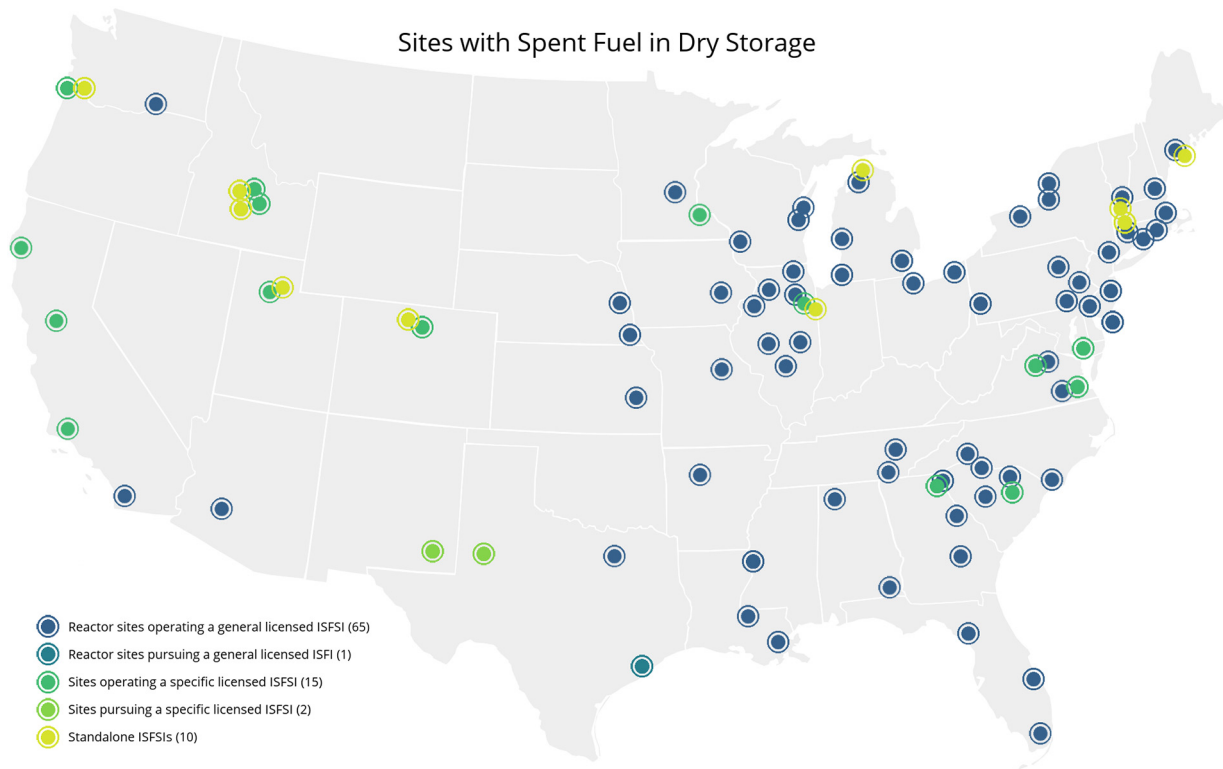 Sites with Spent Fuel in Dry Storage
Reactor sites operating a general licensed ISFSI (65)
Reactor sites pursuing a general licensed ISFI (1)
Sites operating a specific licensed ISFSI (15)
Sites pursuing a specific licensed ISFSI (2)
Standalone ISFSIs (10)